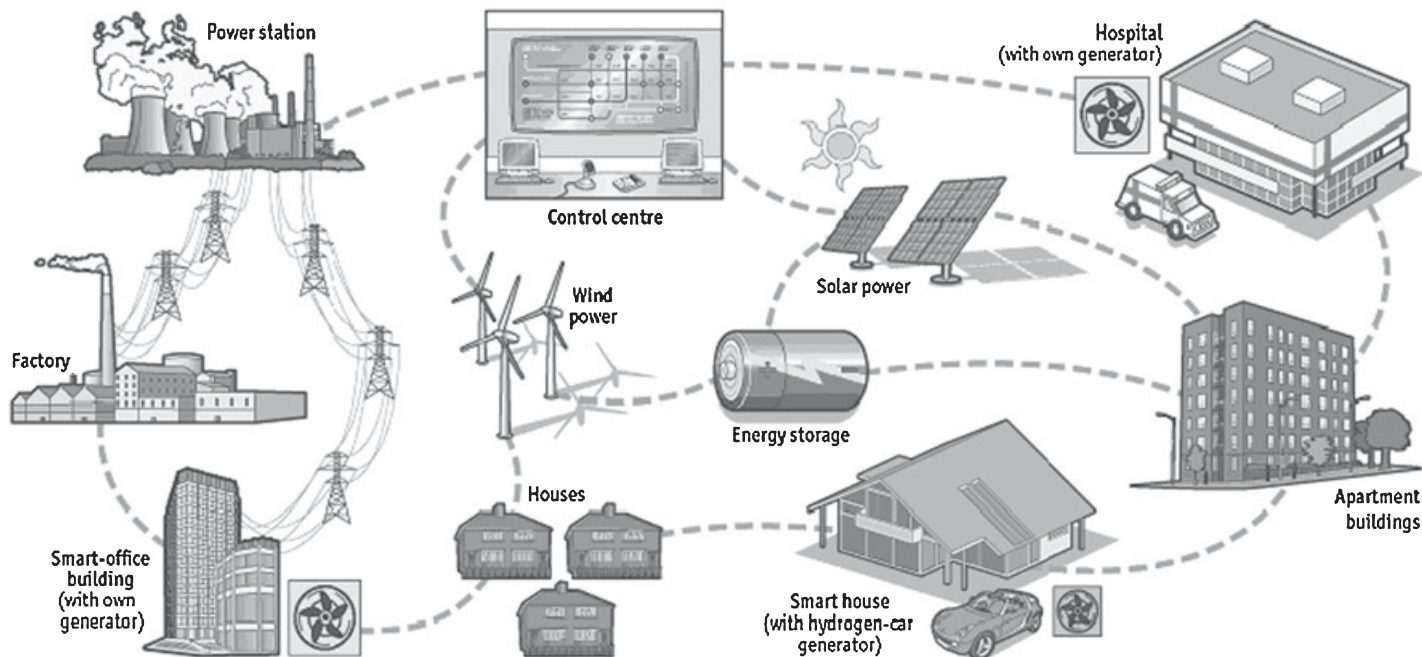 Power station
Control centre
Hospital
(with own generator)
Solar power
Wind
power
Factory
Energy storage
Apartment
buildings
Houses
Smart-office
building
(with own
generator)
Smart house
(with hydrogen-car
generator)